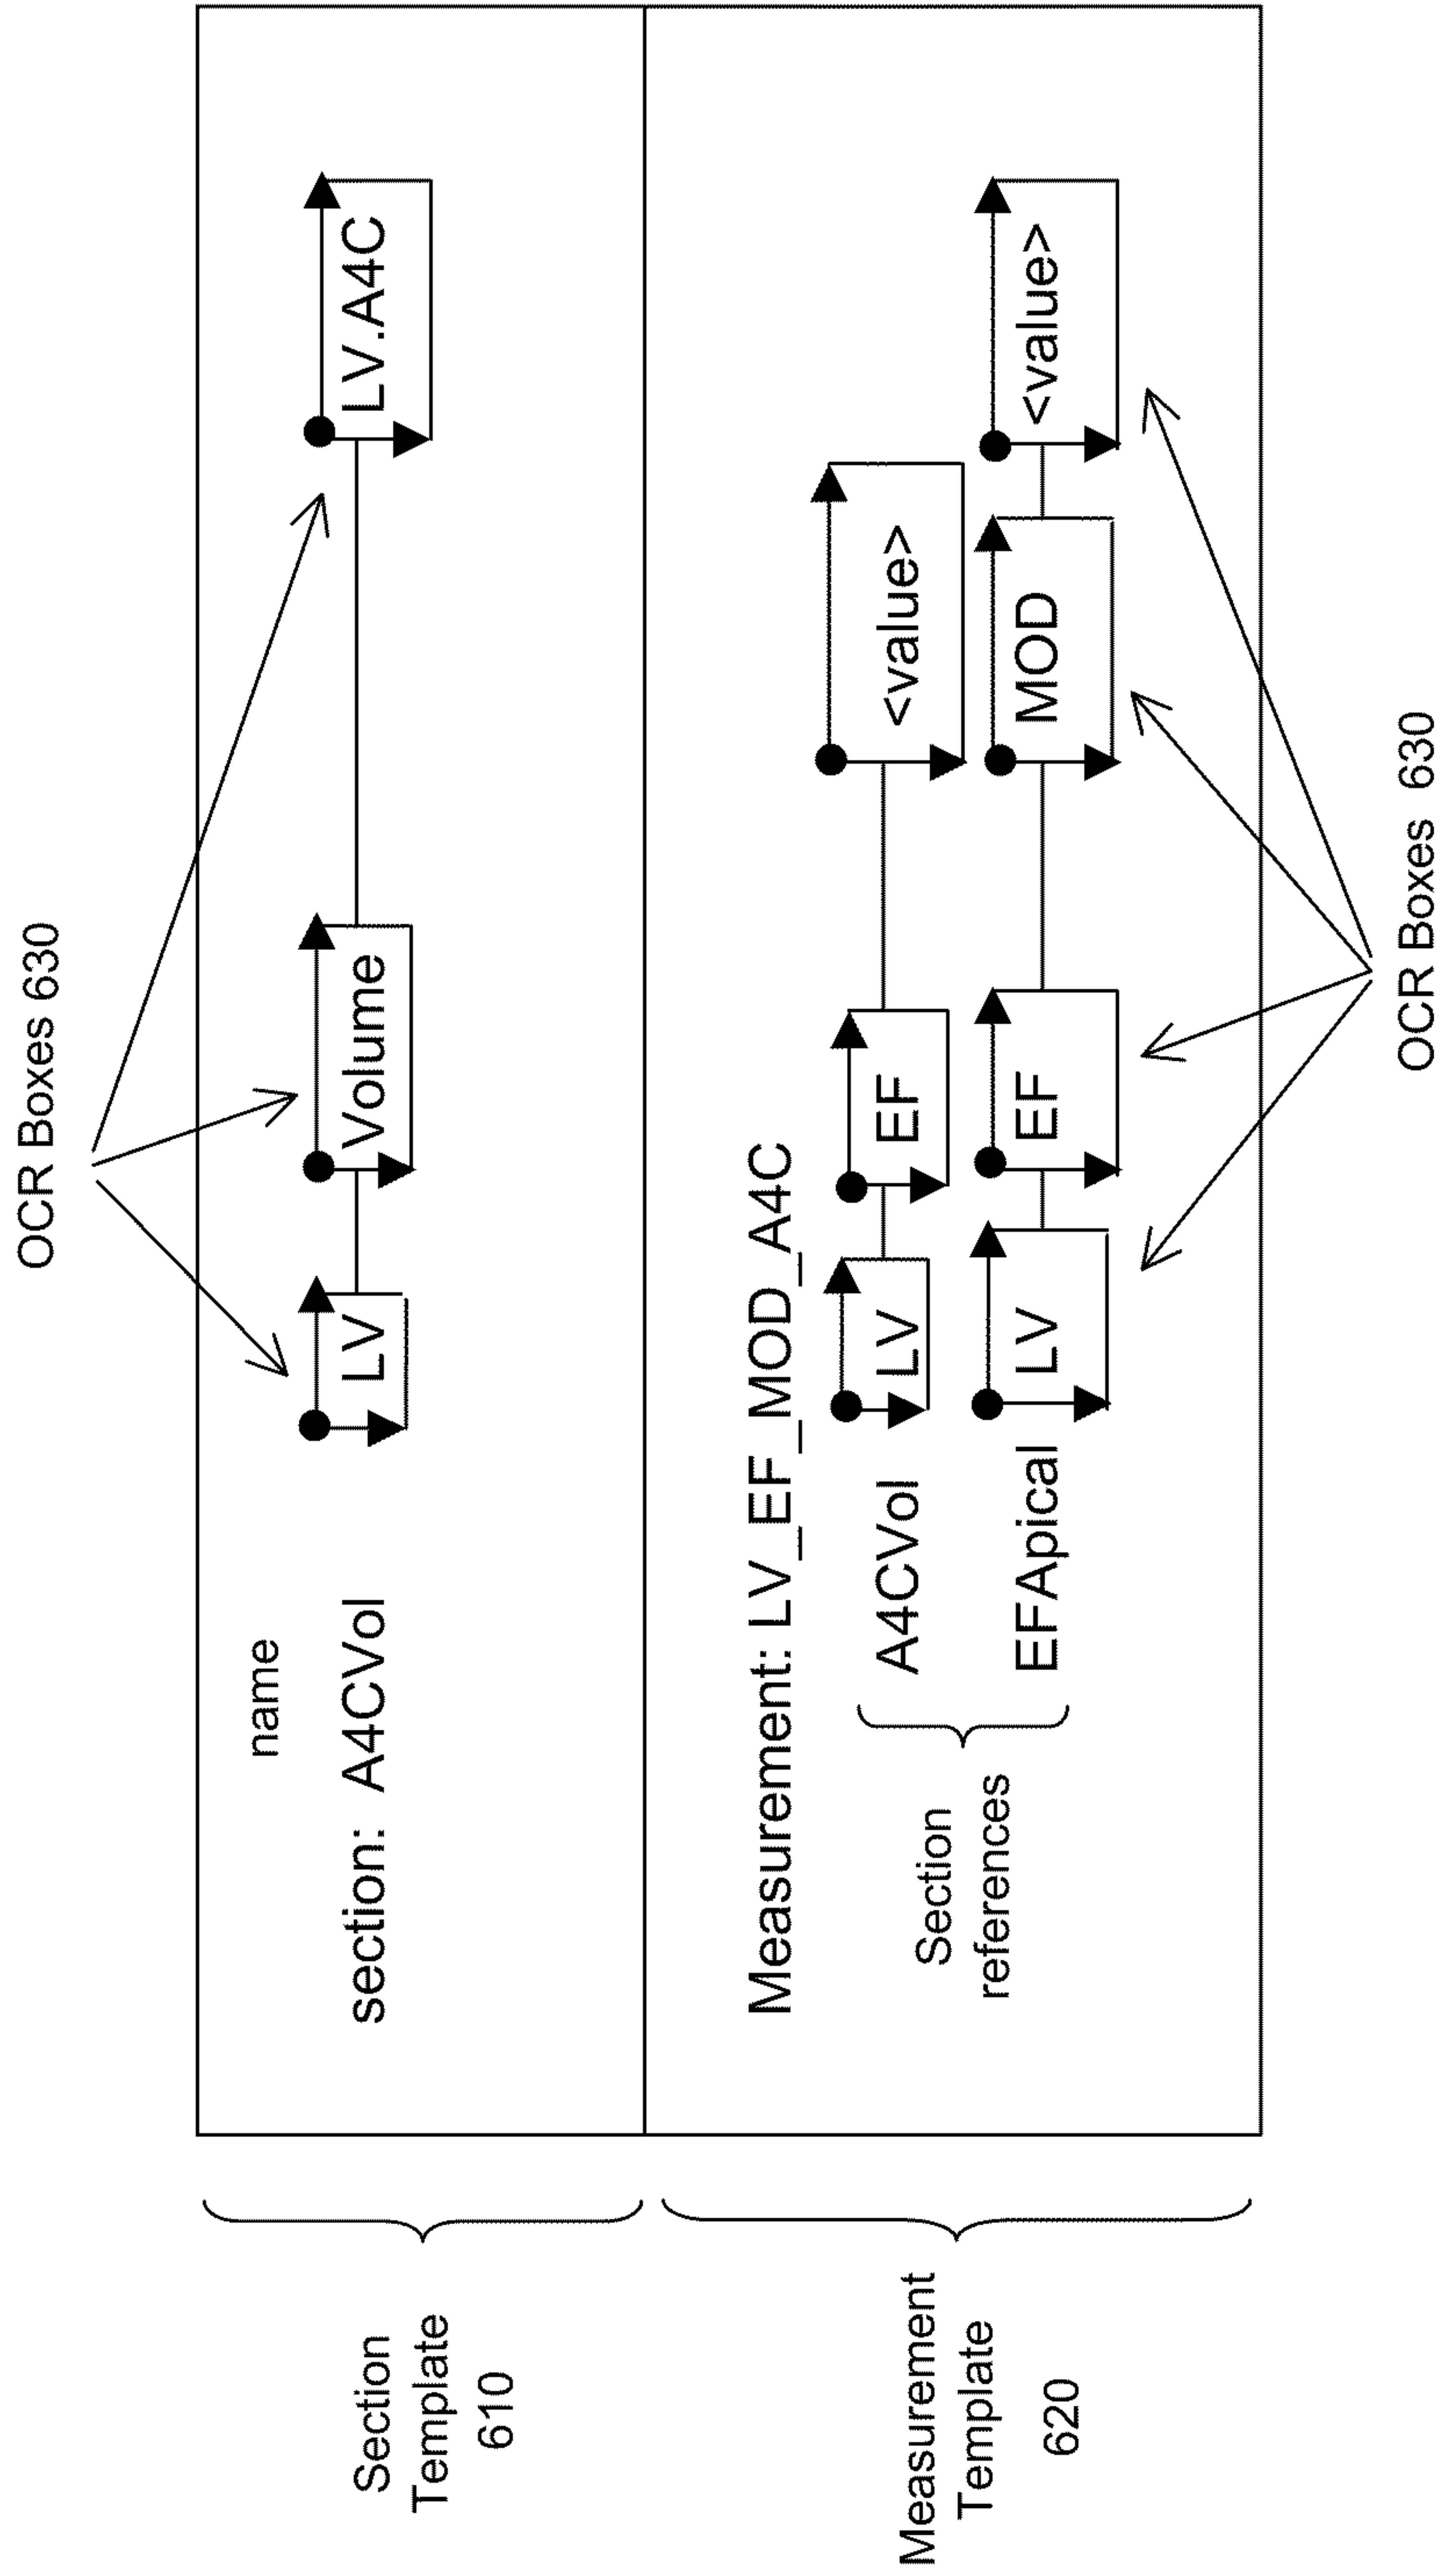 OCR Boxes 630
name
section: A4CVol LV Volume LV.A4C
Section
Template
610
Measurement: LV_EF_MOD_A4C
A4CVol LV EF <value>
EFApical LV EF MOD <value>
Section
references
Measurement
Template
620
OCR Boxes 630